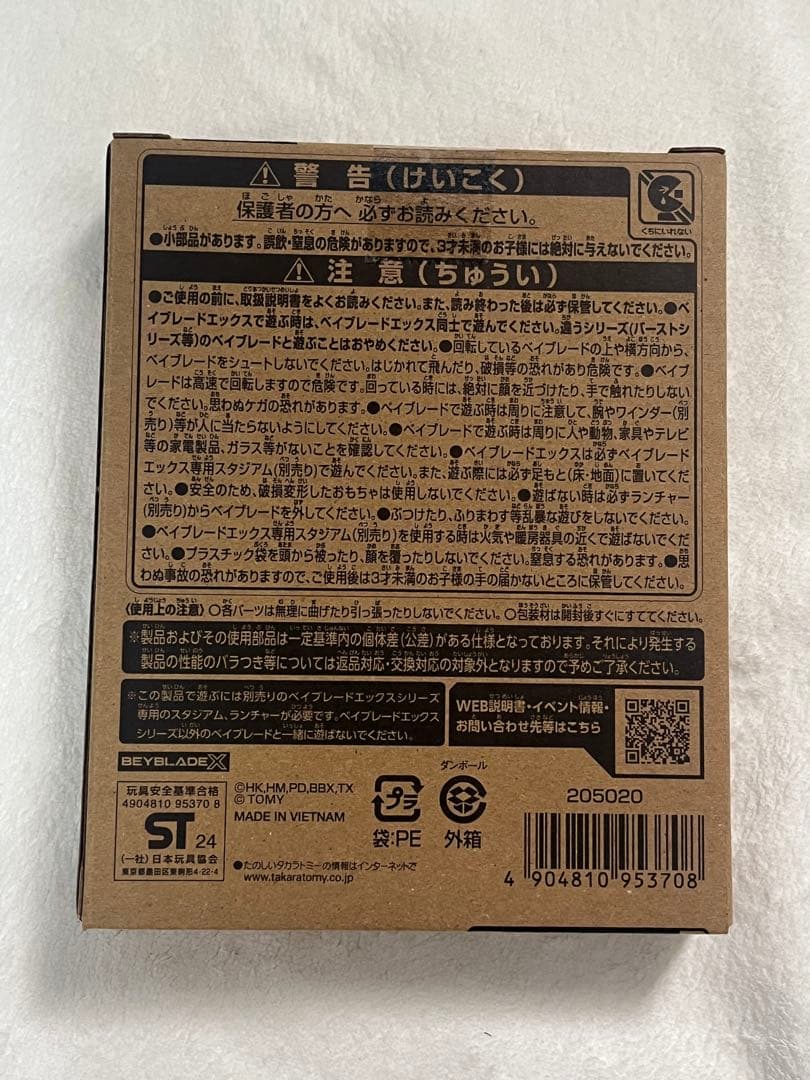 ⚠ 警 告 (けいこく)
保護者の方へ 必ずお読みください。
くちにいれない
●小部品があります。誤飲・窒息の危険がありますので、3才未満のお子様には絶対に与えないでください。
⚠ 注 意 (ちゅうい)
●ご使用の前に、取扱説明書をよくお読みください。また、読み終わった後は必ず保管してください。●ベ
イブレードエックスで遊ぶ時は、ベイブレードエックス同士で遊んでください。違うシリーズ(バーストシ
リーズ等)のベイブレードと遊ぶことはおやめください。●回転しているベイブレードの上や横方向から、
ベイブレードをシュートしないでください。はじかれて飛んだり、破損等の恐れがあり危険です。●ベイブ
レードは高速で回転しますので危険です。回っている時には、絶対に顔を近づけたり、手で触れたりしない
でください。思わぬケガの恐れがあります。●ベイブレードで遊ぶ時は周りに注意して、腕やワインダー(別
売り)等が人に当たらないようにしてください。●ベイブレードで遊ぶ時は周りに人や動物、家具やテレビ
等の家電製品、ガラス等がないことを確認してください。●ベイブレードエックスは必ずベイブレード
エックス専用スタジアム(別売り)で遊んでください。また、遊ぶ際には必ず足もと(床・地面)に置いてくだ
さい。●安全のため、破損変形したおもちゃは使用しないでください。●遊ばない時は必ずランチャー
(別売り)からベイブレードを外してください。●ぶつけたり、ふりまわす等乱暴な遊びをしないでください。
●ベイブレードエックス専用スタジアム(別売り)を使用する時は火気や暖房器具の近くで遊ばないでくだ
さい。●プラスチック袋を頭から被ったり、顔を覆ったりしないでください。窒息する恐れがあります。●思
わぬ事故の恐れがありますので、ご使用後は3才未満のお子様の手の届かないところに保管してください。
〈使用上の注意〉○各パーツは無理に曲げたり引っ張ったりしないでください。○包装材は開封後すぐにすててください。
※製品およびその使用部品は一定基準内の個体差(公差)がある仕様となっております。それにより発生する
製品の性能のバラつき等については返品対応・交換対応の対象外となりますので予めご了承ください。
※この製品で遊ぶには別売りのベイブレードエックスシリーズ
専用のスタジアム、ランチャーが必要です。ベイブレードエックス
シリーズ以外のベイブレードと一緒に遊ばないでください。
WEB説明書・イベント情報・
お問い合わせ先等はこちら
BEYBLADE X
玩具安全基準合格
4904810 95370 8
ST 24
(一社)日本玩具協会
東京都墨田区東駒形4-22-4
©HK,HM,PD,BBX,TX
© TOMY
MADE IN VIETNAM
●たのしいタカラトミーの情報はインターネットで
www.takaratomy.co.jp
プラ
袋:PE
ダンボール
外箱
205020
4 904810 953708